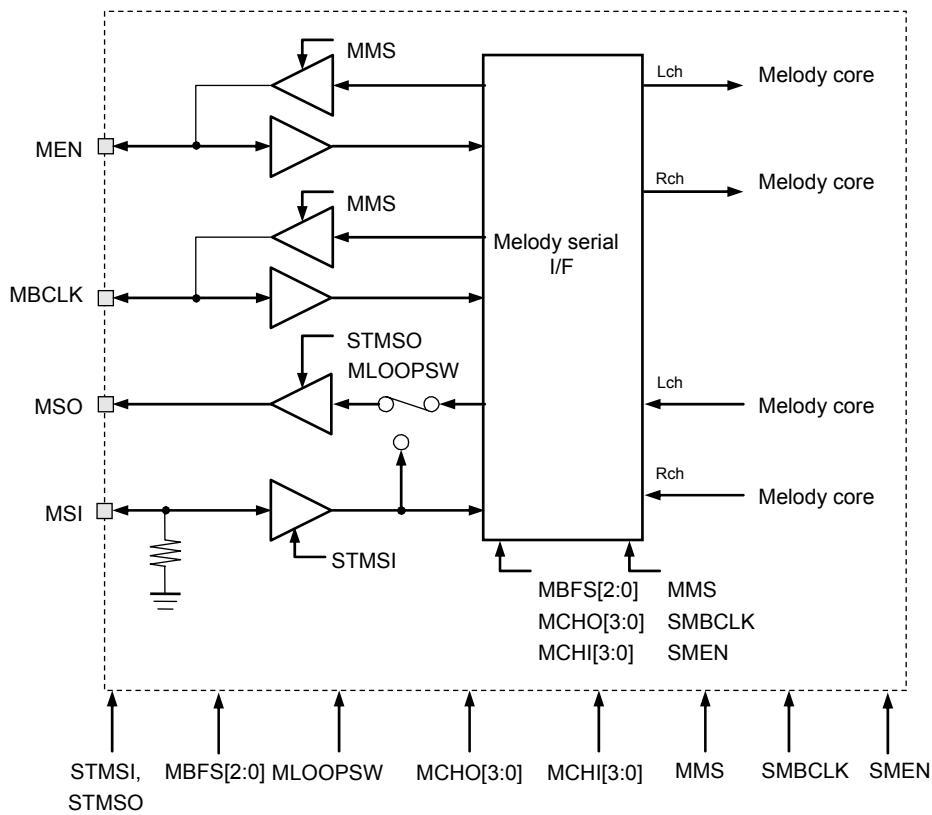 MMS
Lch
Melody core
MEN
Rch
Melody core
MMS
Melody serial
I/F
MBCLK
STMSO
MLOOPSW
Lch
MSO
Melody core
Rch
Melody core
MSI
STMSI
MBFS[2:0] MMS
MCHO[3:0] SMBCLK
MCHI[3:0] SMEN
STMSI,
STMSO
MBFS[2:0]
MLOOPSW
MCHO[3:0]
MCHI[3:0]
MMS
SMBCLK
SMEN